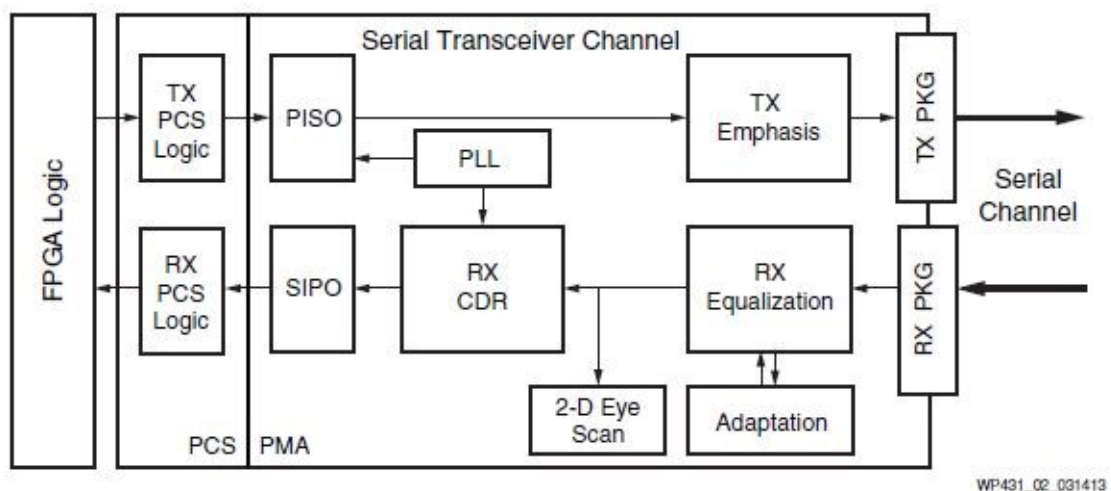 Serial Transceiver Channel
FPGA Logic
TX
PCS
Logic
PISO
PLL
TX
Emphasis
TX PKG
Serial
Channel
RX
PCS
Logic
SIPO
RX
CDR
RX
Equalization
RX PKG
2-D Eye
Scan
Adaptation
PCS
PMA
WP431_02_031413